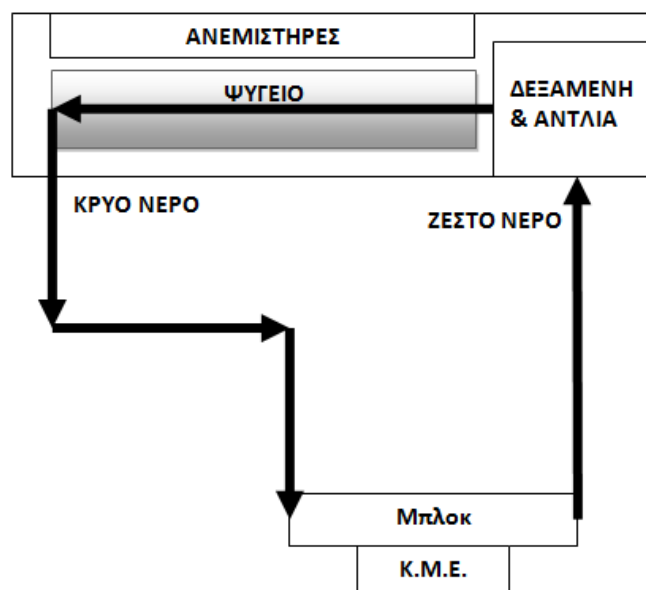 ΑΝΕΜΙΣΤΗΡΕΣ
ΨΥΓΕΙΟ
ΔΕΞΑΜΕΝΗ
& ΑΝΤΛΙΑ
ΚΡΥΟ ΝΕΡΟ
ΖΕΣΤΟ ΝΕΡΟ
Μπλοκ
Κ.Μ.Ε.